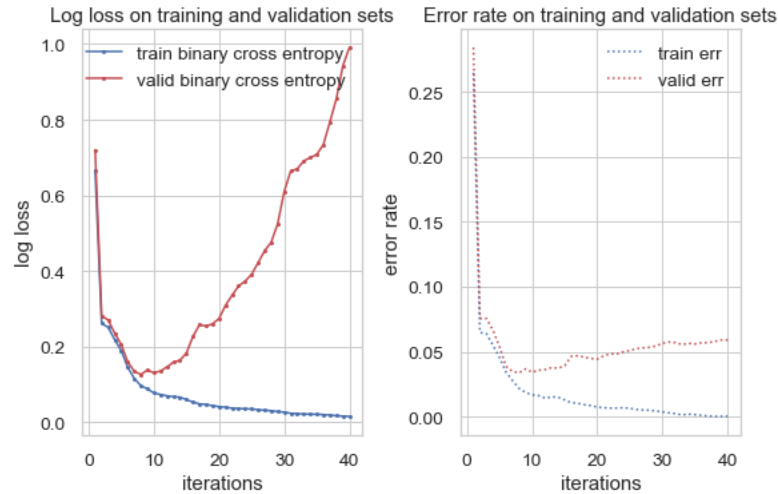 Log loss on training and validation sets
1.0
0.8
0.6
0.4
0.2
0.0
log loss
train binary cross entropy
valid binary cross entropy
0 10 20 30 40
iterations
Error rate on training and validation sets
0.25
0.20
0.15
0.10
0.05
0.00
error rate
train err
valid err
0 10 20 30 40
iterations